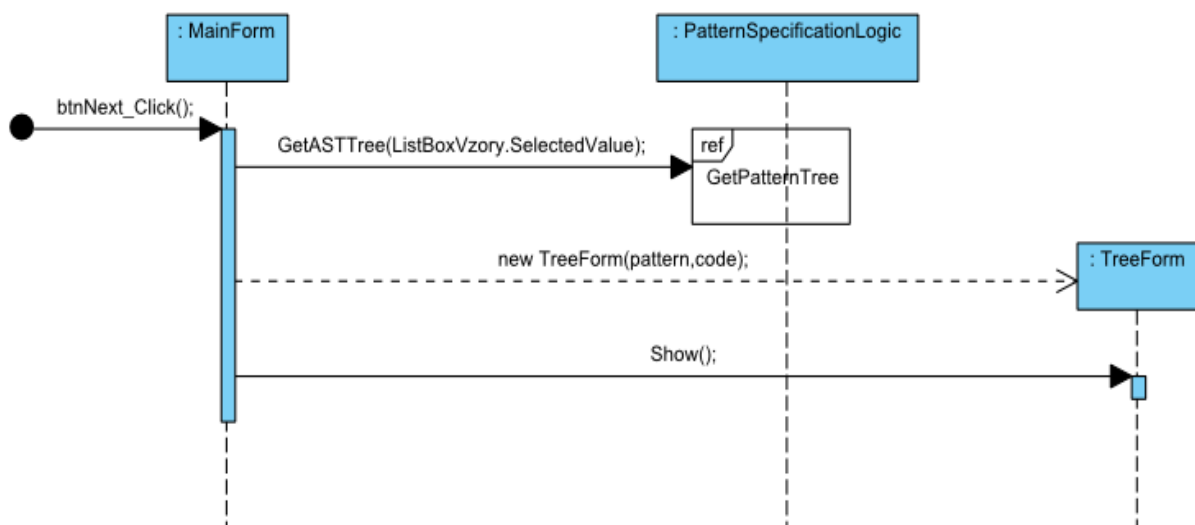 : MainForm
: PatternSpecificationLogic
btnNext_Click();
GetASTTree(ListBoxVzory.SelectedValue);
ref
GetPatternTree
new TreeForm(pattern,code);
: TreeForm
Show();